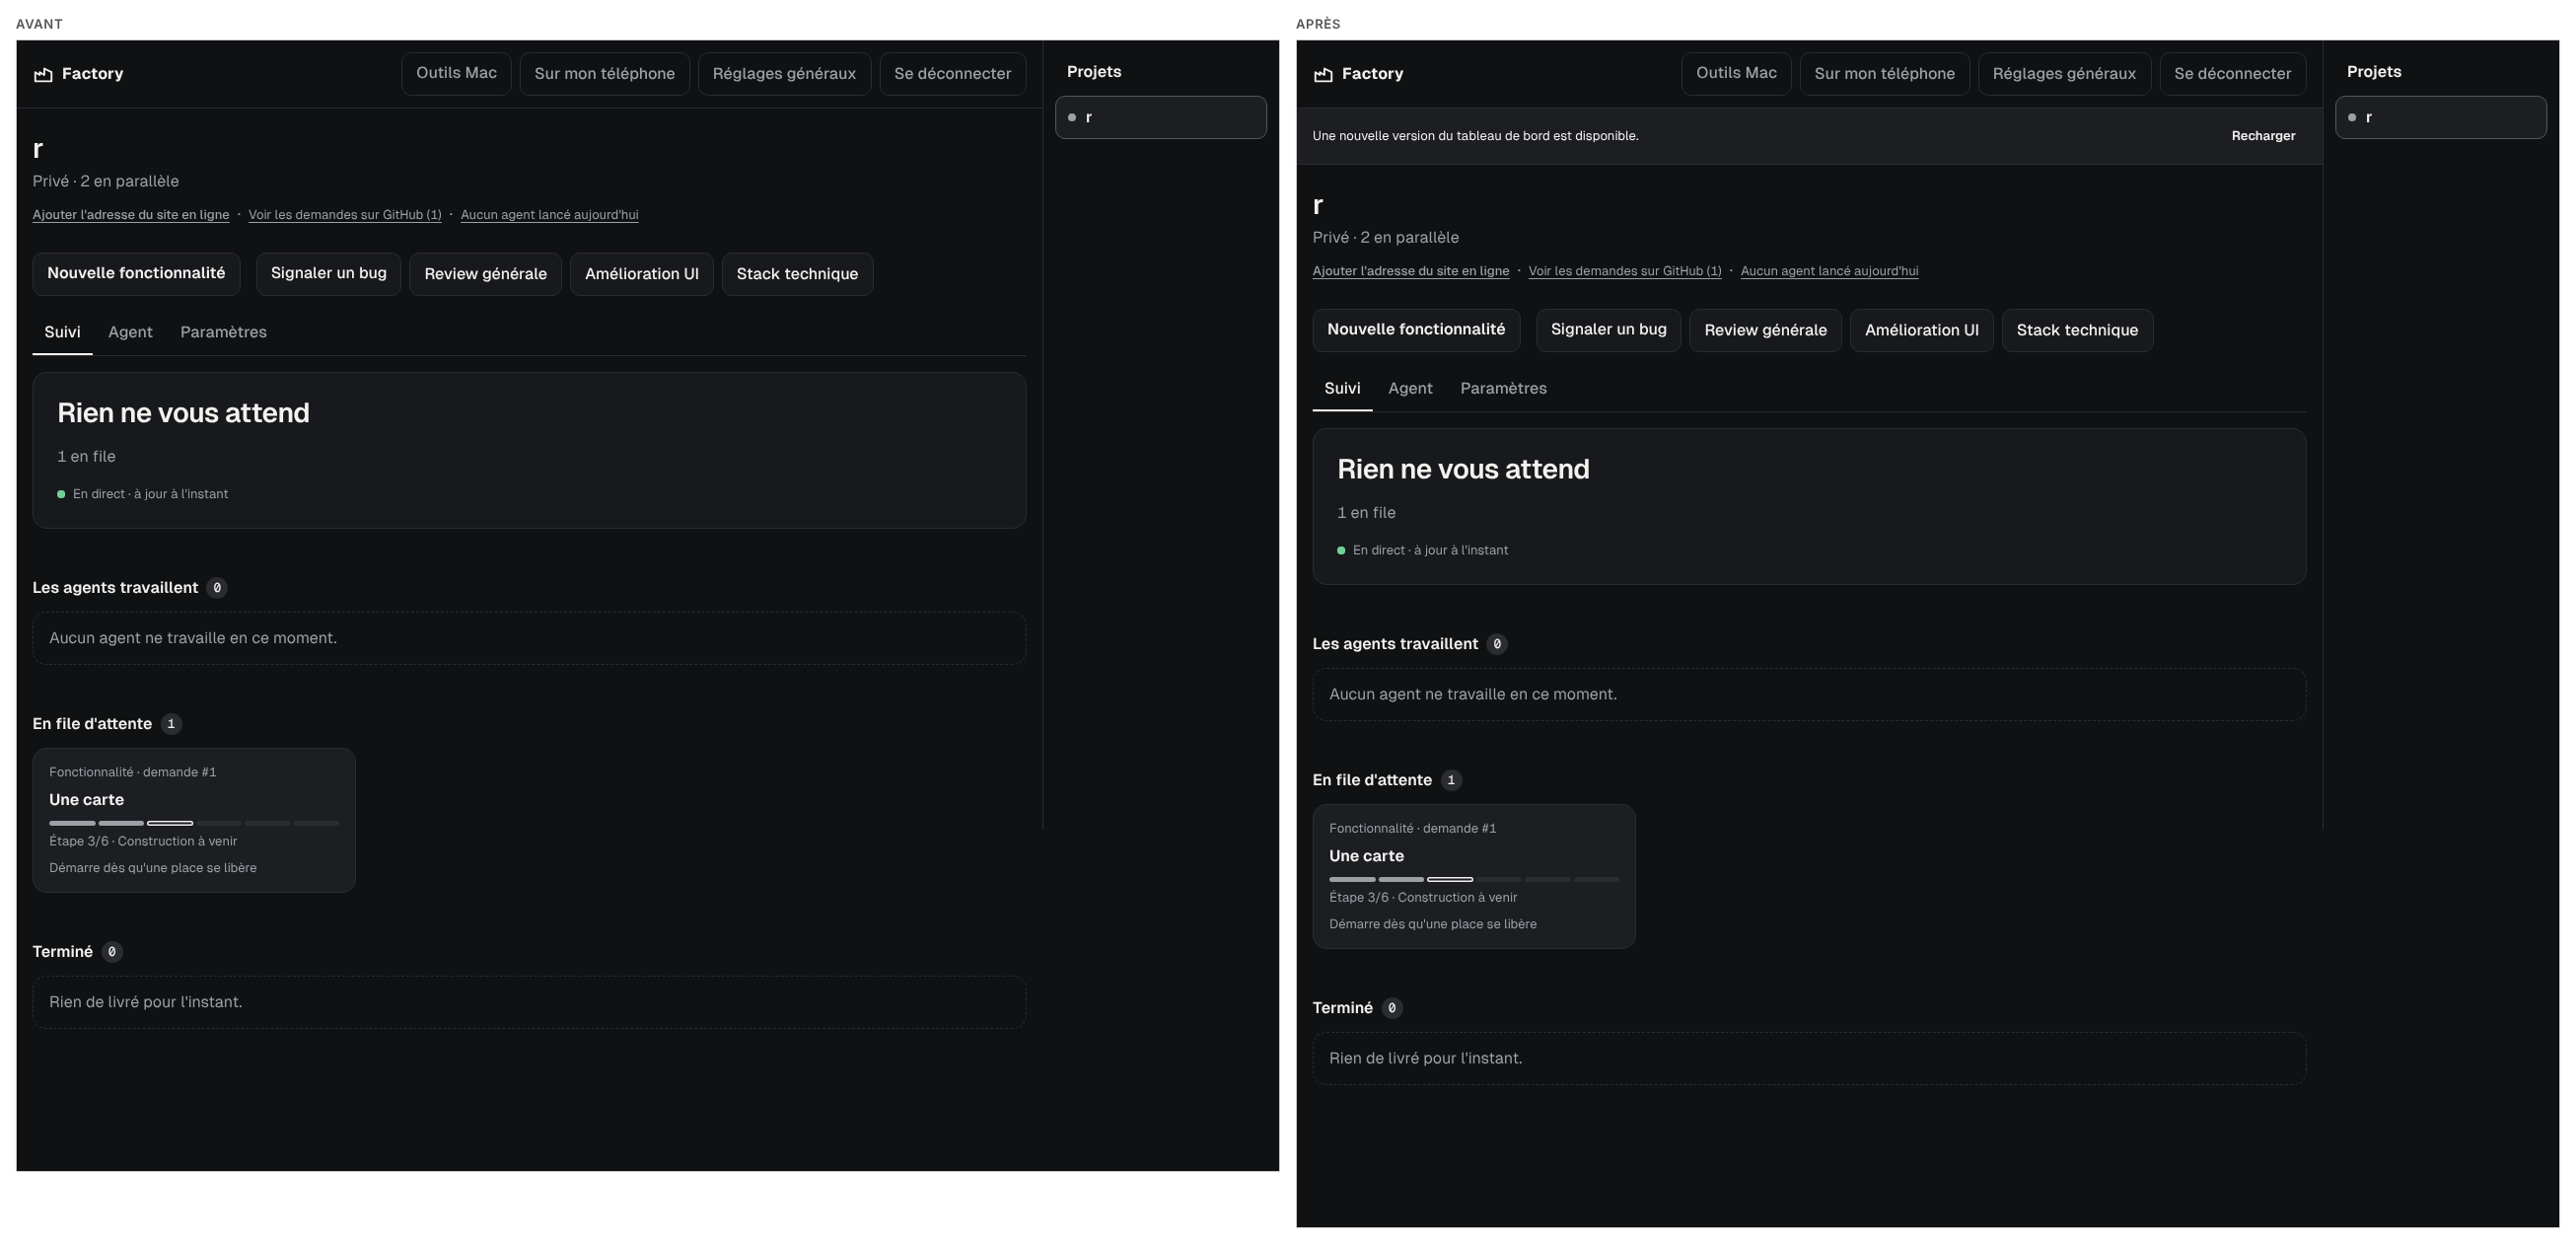 AVANT
Factory
Outils Mac
Sur mon téléphone
Réglages généraux
Se déconnecter
Projets
r
r
Privé · 2 en parallèle
Ajouter l'adresse du site en ligne · Voir les demandes sur GitHub (1) · Aucun agent lancé aujourd'hui
Nouvelle fonctionnalité
Signaler un bug
Review générale
Amélioration UI
Stack technique
Suivi
Agent
Paramètres
Rien ne vous attend
1 en file
En direct · à jour à l'instant
Les agents travaillent 0
Aucun agent ne travaille en ce moment.
En file d'attente 1
Fonctionnalité · demande #1
Une carte
Étape 3/6 · Construction à venir
Démarre dès qu'une place se libère
Terminé 0
Rien de livré pour l'instant.
APRÈS
Factory
Outils Mac
Sur mon téléphone
Réglages généraux
Se déconnecter
Projets
r
Une nouvelle version du tableau de bord est disponible.
Recharger
r
Privé · 2 en parallèle
Ajouter l'adresse du site en ligne · Voir les demandes sur GitHub (1) · Aucun agent lancé aujourd'hui
Nouvelle fonctionnalité
Signaler un bug
Review générale
Amélioration UI
Stack technique
Suivi
Agent
Paramètres
Rien ne vous attend
1 en file
En direct · à jour à l'instant
Les agents travaillent 0
Aucun agent ne travaille en ce moment.
En file d'attente 1
Fonctionnalité · demande #1
Une carte
Étape 3/6 · Construction à venir
Démarre dès qu'une place se libère
Terminé 0
Rien de livré pour l'instant.